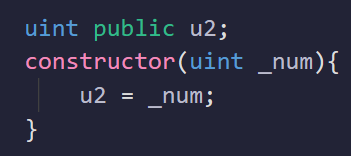 uint public u2;
constructor(uint _num){
    u2 = _num;
}